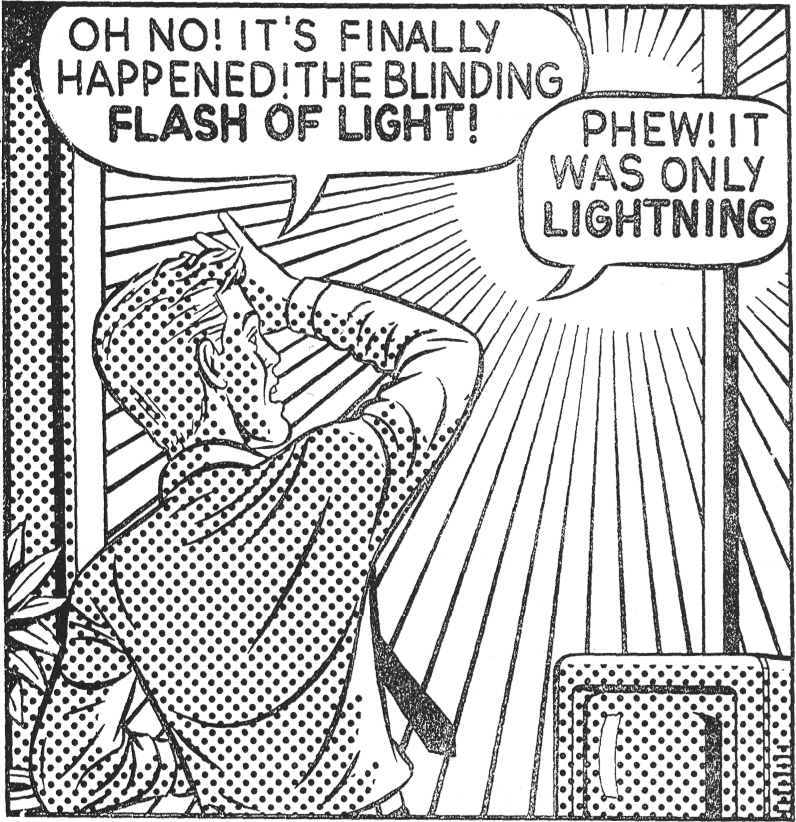 OH NO! IT'S FINALLY
HAPPENED! THE BLINDING
FLASH OF LIGHT!
PHEW! IT
WAS ONLY
LIGHTNING